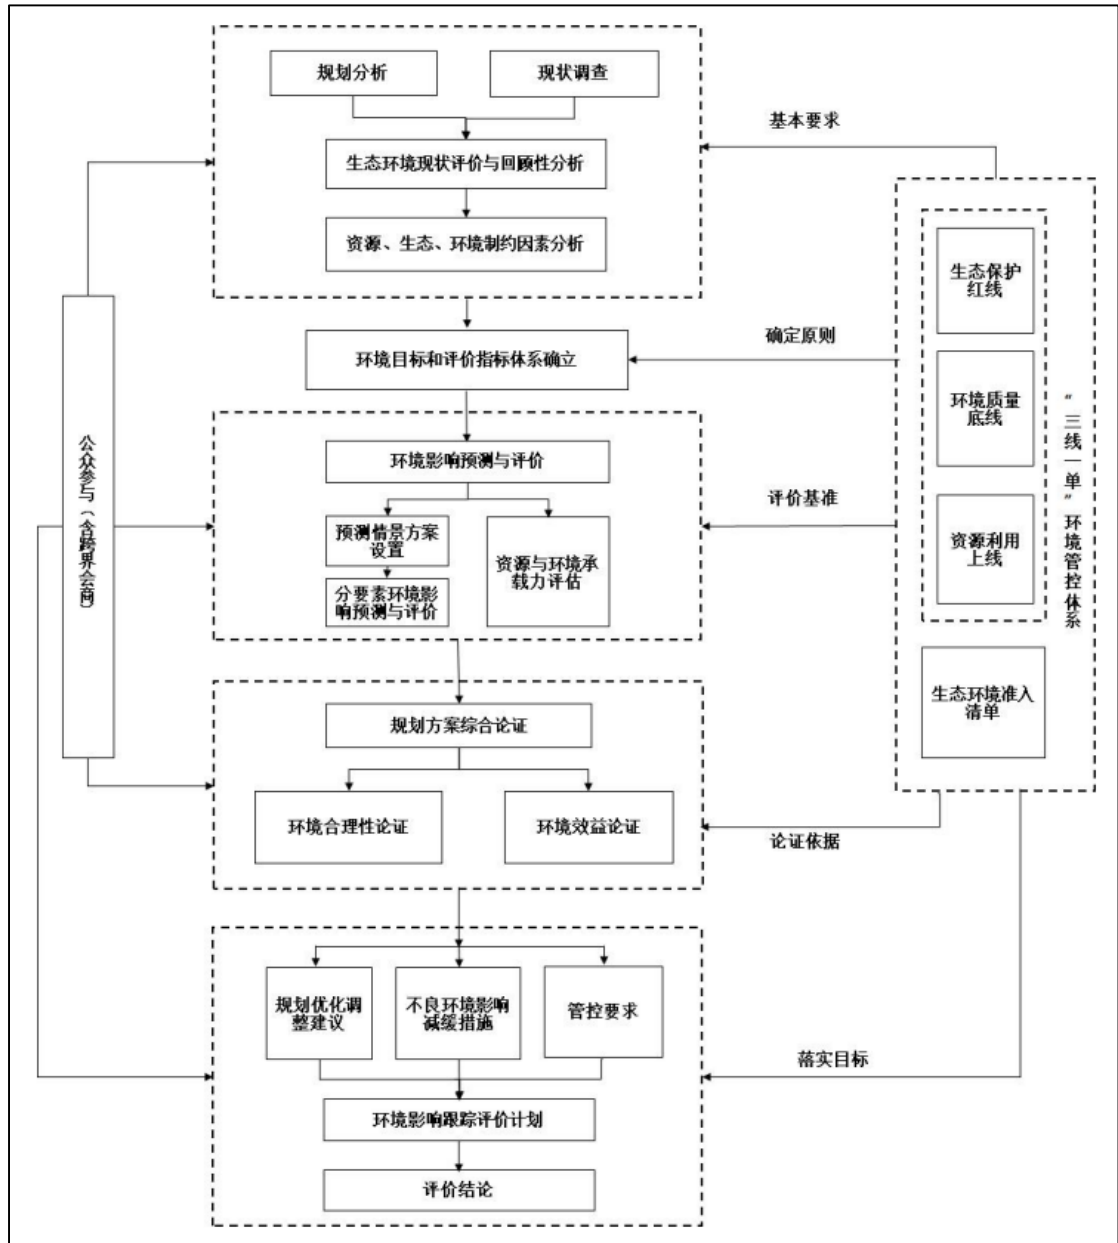 规划分析
现状调查
生态环境现状评价与回顾性分析
资源、生态、环境制约因素分析
基本要求
环境目标和评价指标体系确立
确定原则
环境影响预测与评价
预测情景方案
设置
分要素环境影
响预测与评价
资源与环境承
载力评估
评价基准
规划方案综合论证
环境合理性论证
环境效益论证
论证依据
规划优化调
整建议
不良环境影响
减缓措施
管控要求
环境影响跟踪评价计划
评价结论
落实目标
公众参与（含跨界会商）
生态保护
红线
环境质量
底线
资源利用
上线
生态环境准入
清单
“三线一单”环境管控体系